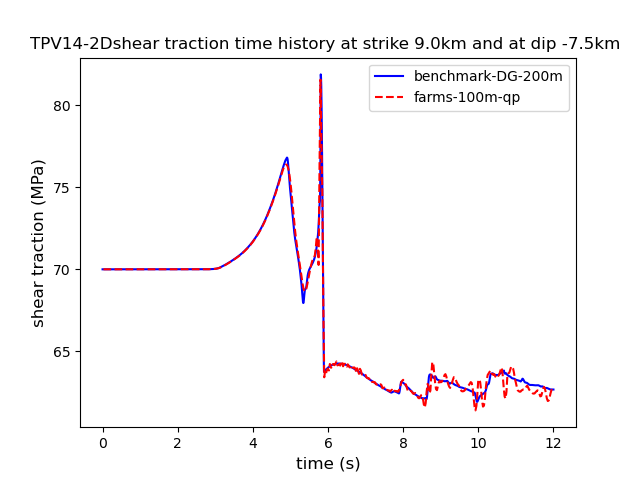 TPV14-2Dshear traction time history at strike 9.0km and at dip -7.5km
benchmark-DG-200m
farms-100m-qp
80
75
70
65
shear traction (MPa)
0 2 4 6 8 10 12
time (s)